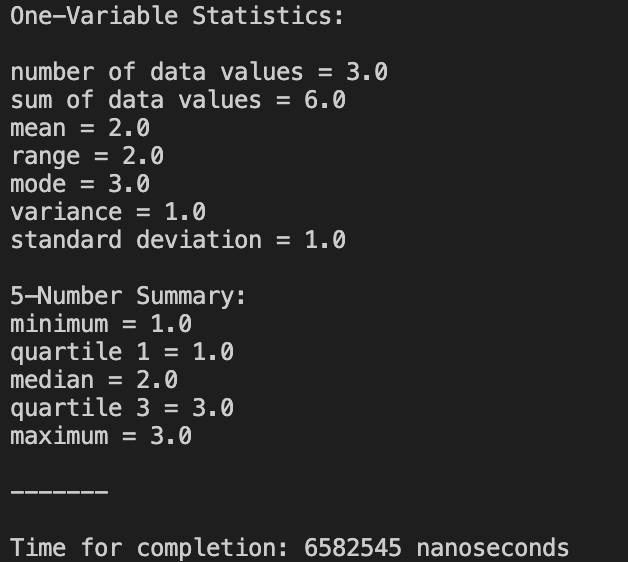 One-Variable Statistics:
number of data values = 3.0
sum of data values = 6.0
mean = 2.0
range = 2.0
mode = 3.0
variance = 1.0
standard deviation = 1.0
5-Number Summary:
minimum = 1.0
quartile 1 = 1.0
median = 2.0
quartile 3 = 3.0
maximum = 3.0
-------
Time for completion: 6582545 nanoseconds